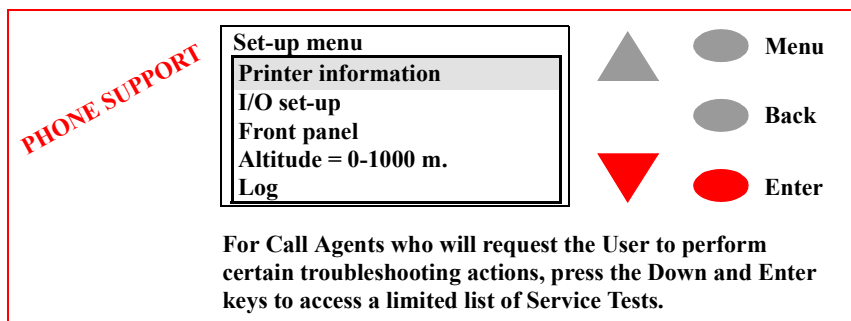 PHONE SUPPORT
Set-up menu
Printer information
I/O set-up
Front panel
Altitude = 0-1000 m.
Log
Menu
Back
Enter
For Call Agents who will request the User to perform
certain troubleshooting actions, press the Down and Enter
keys to access a limited list of Service Tests.